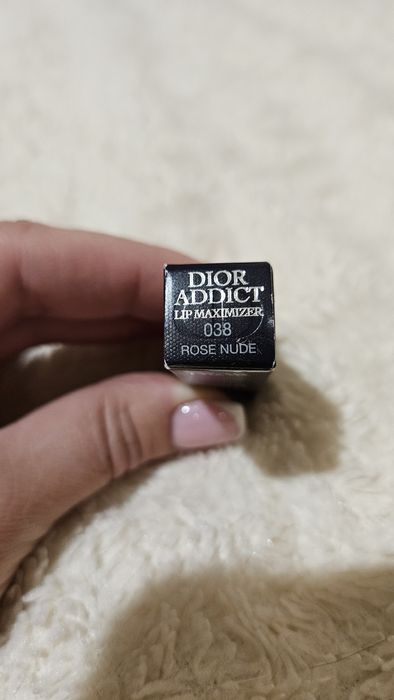 DIOR
ADDICT
LIP MAXIMIZER
038
ROSE NUDE